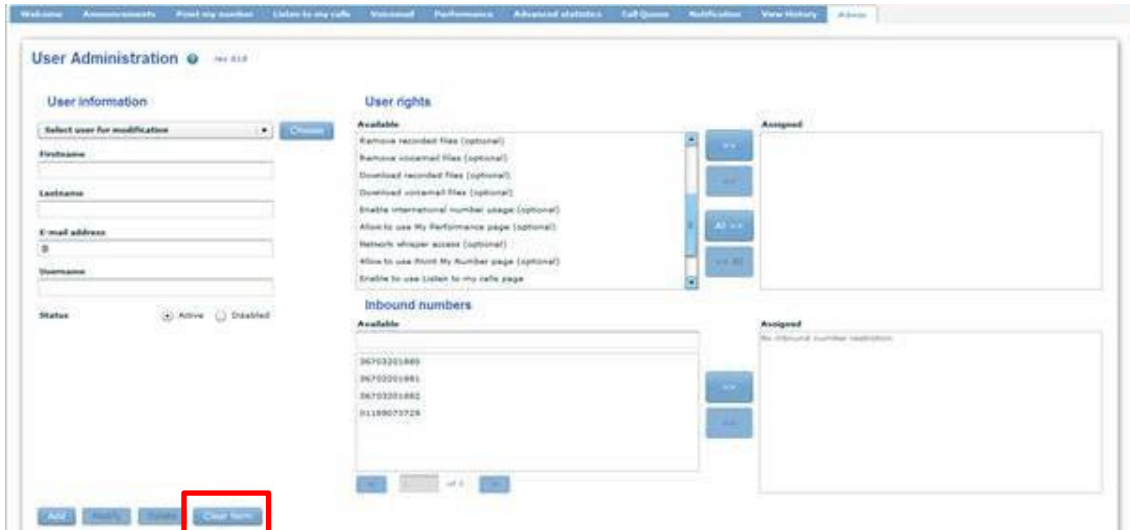 Welcome Announcements Point my number Listen to my calls Voicemail Performance Advanced statistics Call Queue Notification View History Admin
User Administration
User information
Select user for modification
Choose
Firstname
Lastname
E-mail address
Username
Status Active Disabled
User rights
Available
Remove recorded files (optional)
Remove voicemail files (optional)
Download recorded files (optional)
Download voicemail files (optional)
Enable international number usage (optional)
Allow to use My Performance page (optional)
Network whisper access (optional)
Allow to use Point My Number page (optional)
Enable to use Listen to my calls page
>>
<<
All >>
<< All
Assigned
Inbound numbers
Available
36703201880
36703201881
36703201882
>>
<<
Assigned
No inbound number restriction
Add Modify Delete Clear form